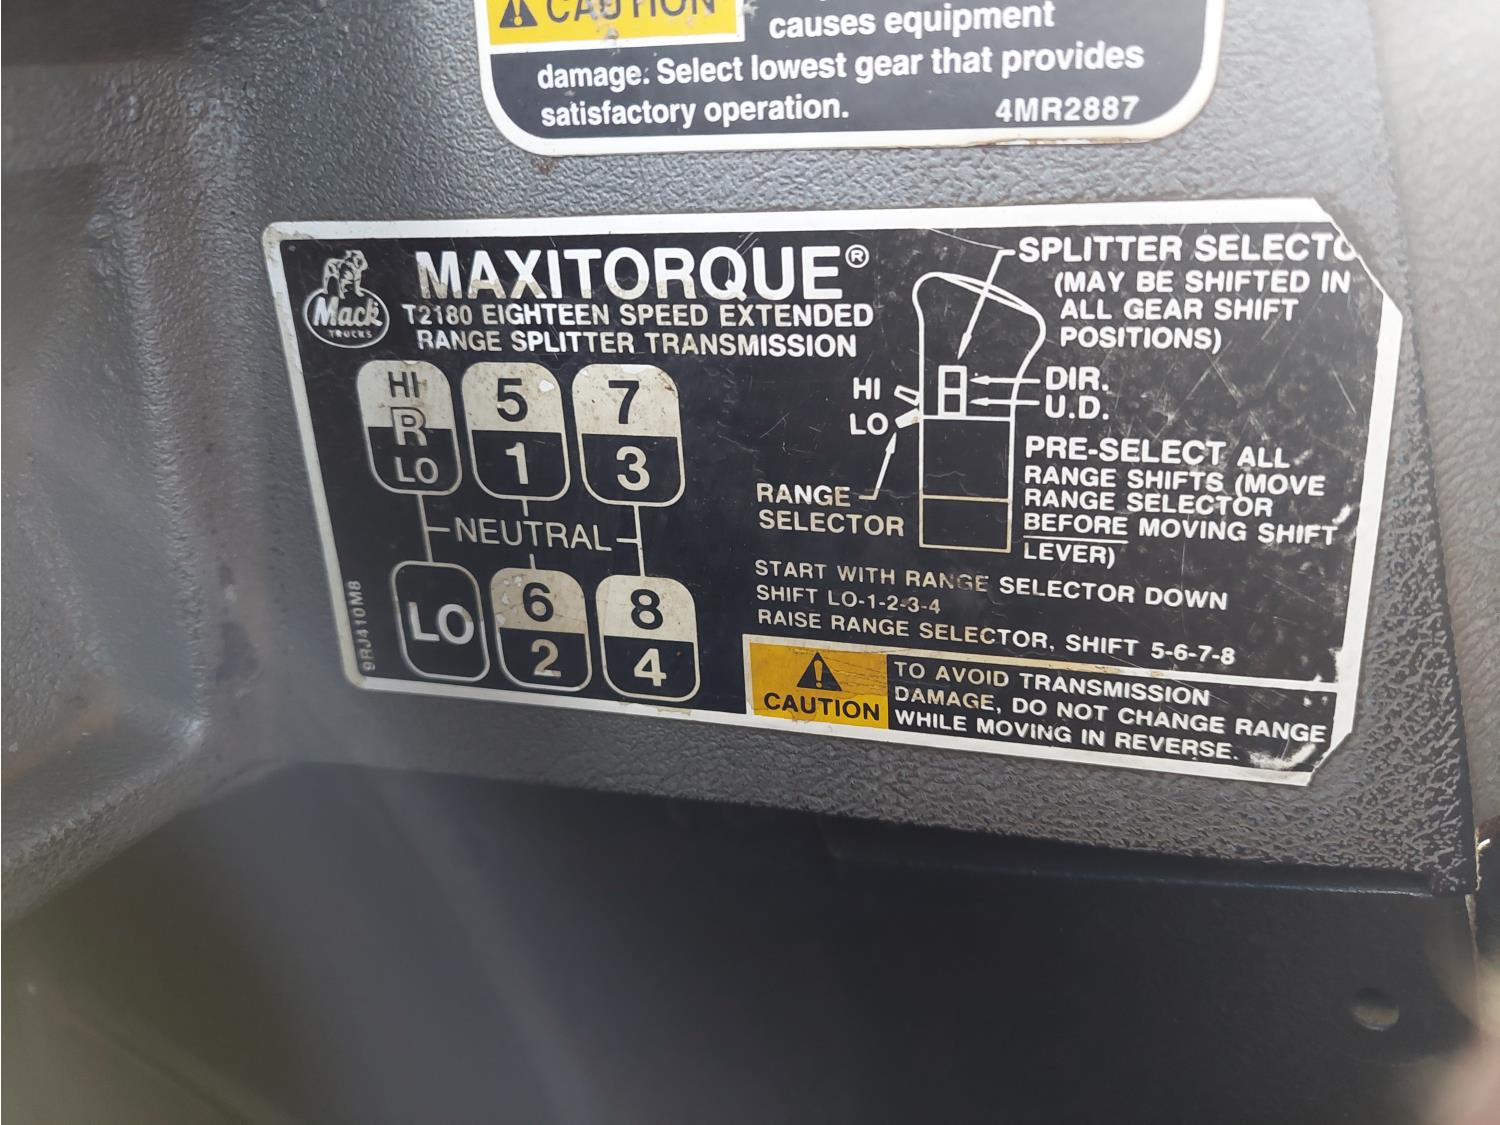 CAUTION
causes equipment
damage. Select lowest gear that provides
satisfactory operation.
4MR2887
Mack
TRUCKS
MAXITORQUE®
T2180 EIGHTEEN SPEED EXTENDED
RANGE SPLITTER TRANSMISSION
HI
R
LO
5
1
7
3
NEUTRAL
LO
6
2
8
4
9RJ410M8
SPLITTER SELECTO
(MAY BE SHIFTED IN
ALL GEAR SHIFT
POSITIONS)
HI
LO
DIR.
U.D.
RANGE
SELECTOR
PRE-SELECT ALL
RANGE SHIFTS (MOVE
RANGE SELECTOR
BEFORE MOVING SHIFT
LEVER)
START WITH RANGE SELECTOR DOWN
SHIFT LO-1-2-3-4
RAISE RANGE SELECTOR, SHIFT 5-6-7-8
CAUTION
TO AVOID TRANSMISSION
DAMAGE, DO NOT CHANGE RANGE
WHILE MOVING IN REVERSE.